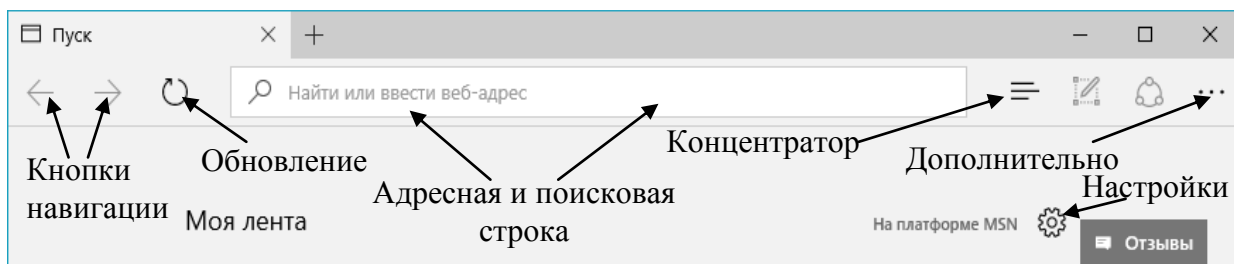 Пуск
Найти или ввести веб-адрес
Кнопки
навигации
Обновление
Адресная и поисковая
строка
Концентратор
Дополнительно
Настройки
Моя лента
На платформе MSN
Отзывы